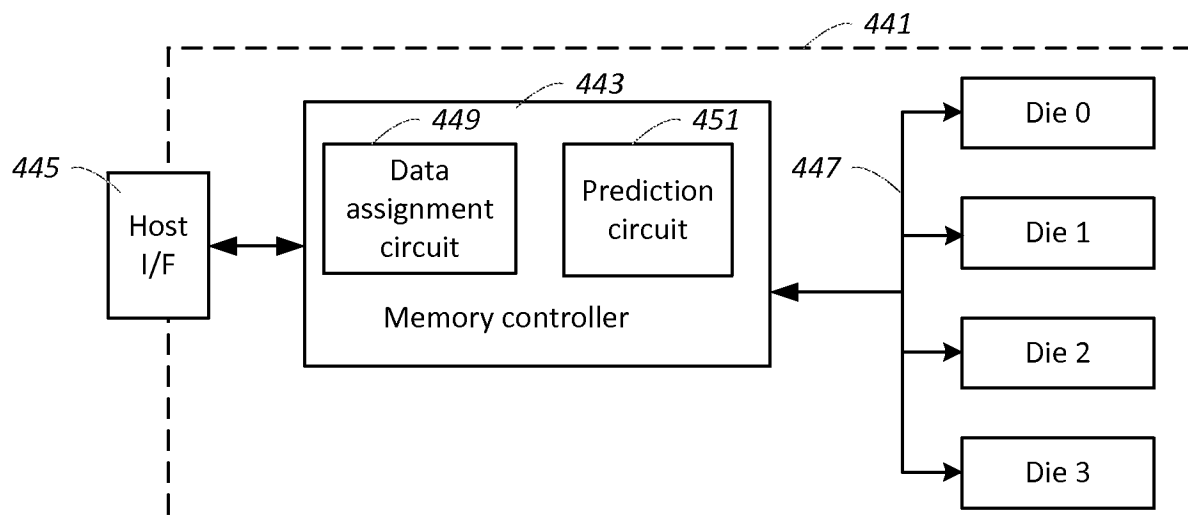 441
443
449
451
445
447
Data
assignment
circuit
Prediction
circuit
Host
I/F
Memory controller
Die 0
Die 1
Die 2
Die 3